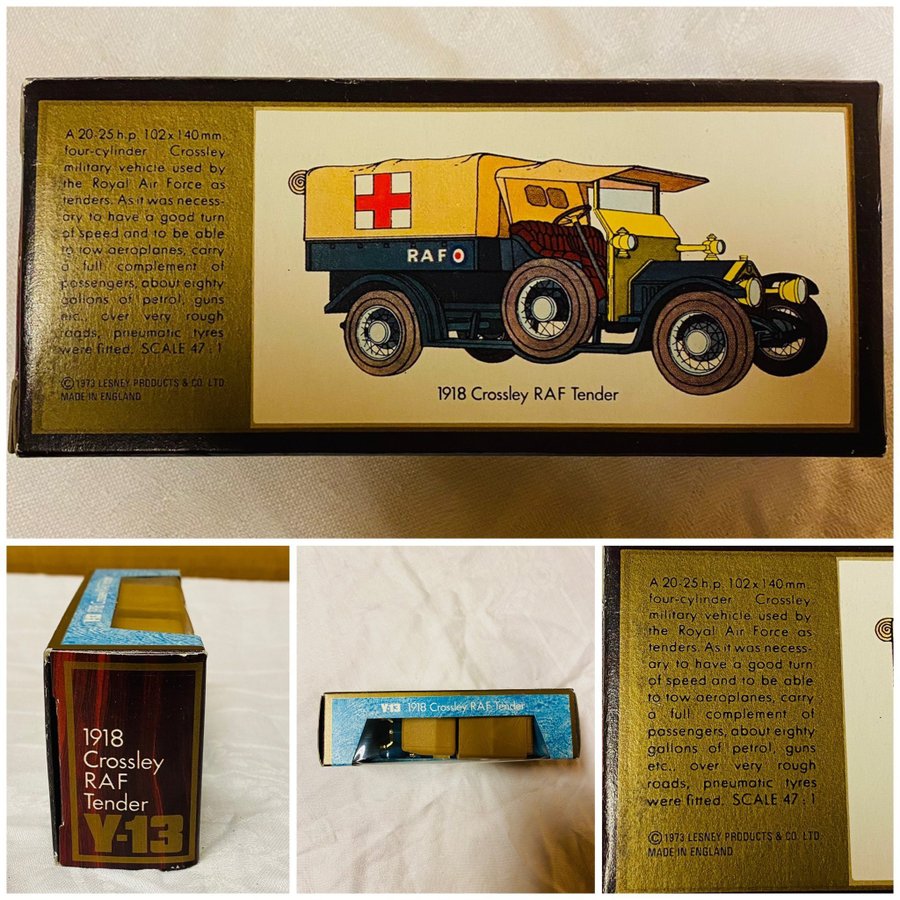 A 20-25 h.p. 102 x 140 mm.
four-cylinder Crossley
military vehicle used by
the Royal Air Force as
tenders. As it was necess-
ary to have a good turn
of speed and to be able
to tow aeroplanes, carry
a full complement of
passengers, about eighty
gallons of petrol, guns
etc., over very rough
roads, pneumatic tyres
were fitted. SCALE 47 : 1
© 1973 LESNEY PRODUCTS & CO. LTD.
MADE IN ENGLAND
RAF
1918 Crossley RAF Tender
1918
Crossley
RAF
Tender
Y-13
Y-13 1918 Crossley RAF Tender
A 20-25 h.p. 102 x 140 mm.
four-cylinder Crossley
military vehicle used by
the Royal Air Force as
tenders. As it was necess-
ary to have a good turn
of speed and to be able
to tow aeroplanes, carry
a full complement of
passengers, about eighty
gallons of petrol, guns
etc., over very rough
roads, pneumatic tyres
were fitted. SCALE 47 : 1
© 1973 LESNEY PRODUCTS & CO. LTD.
MADE IN ENGLAND